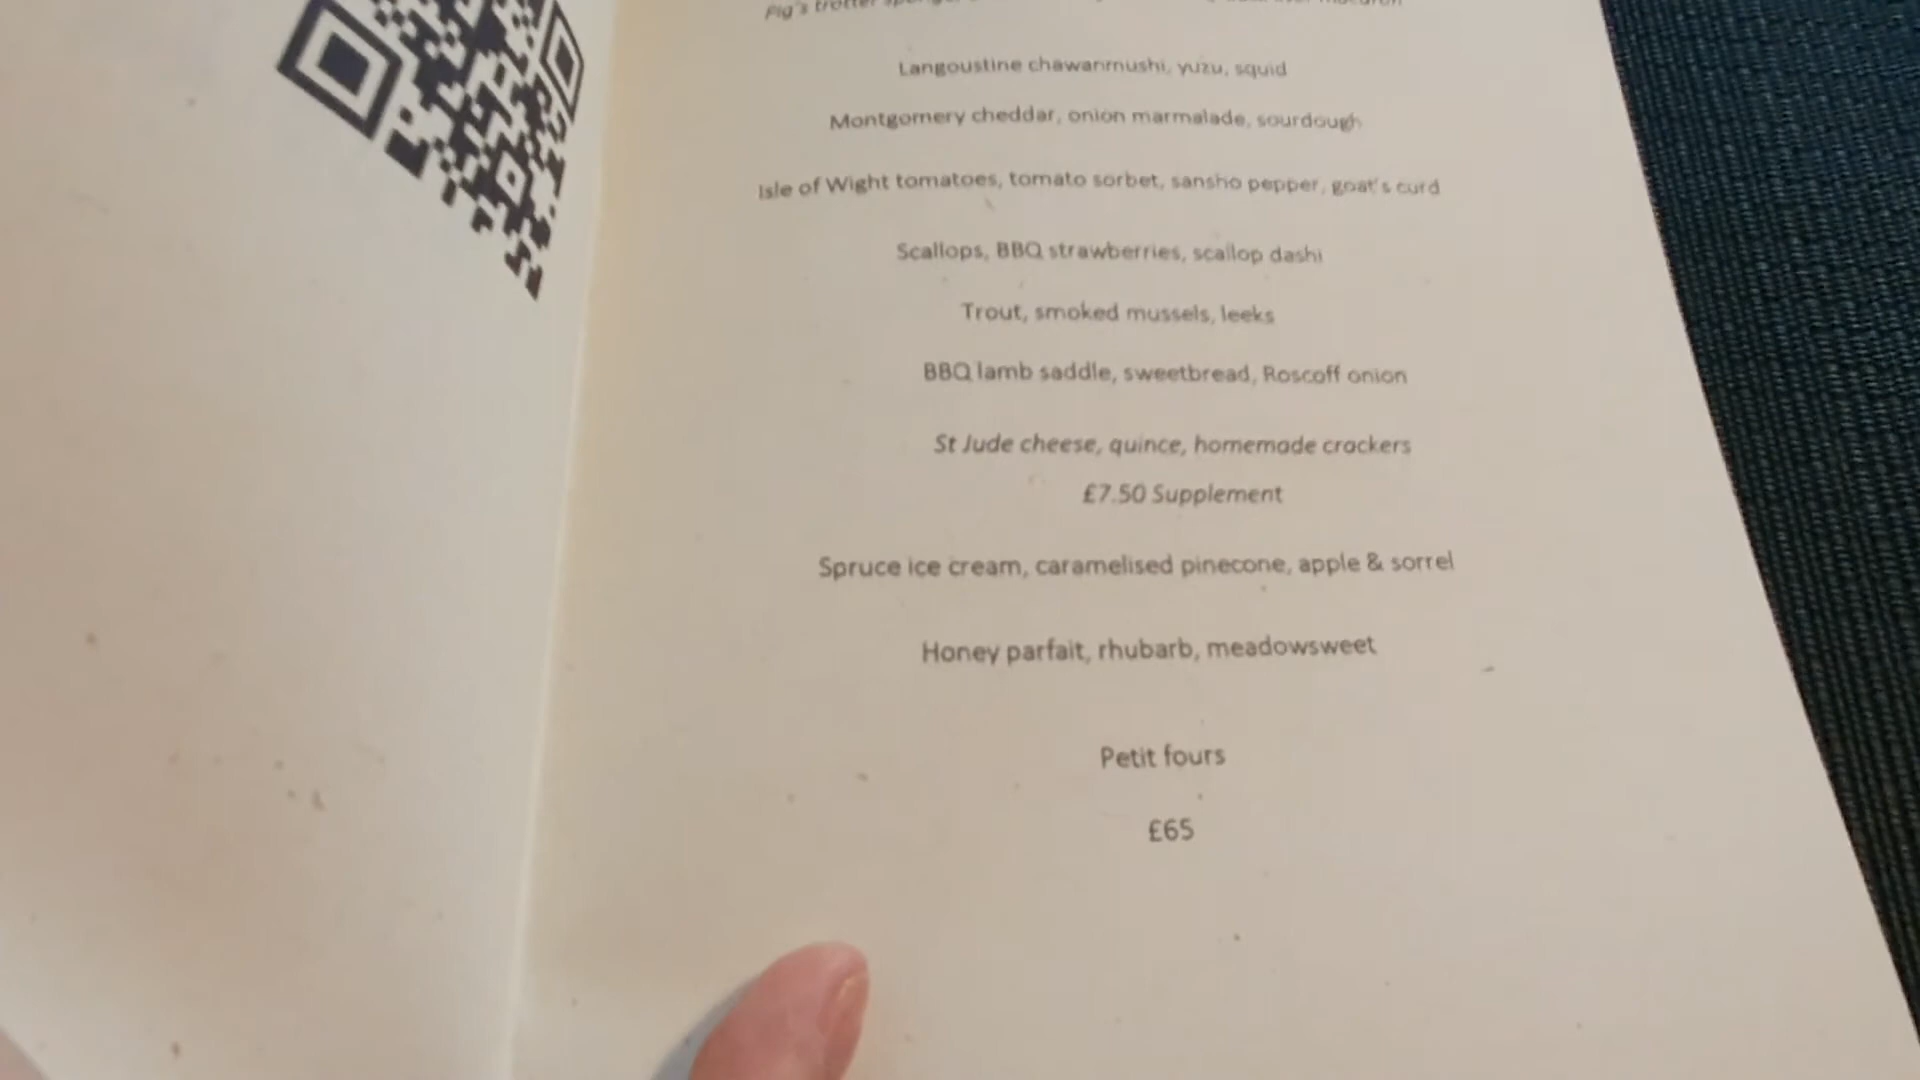 Pig's trotter
Langoustine chawanmushi, yuzu, squid
Montgomery cheddar, onion marmalade, sourdough
Isle of Wight tomatoes, tomato sorbet, sansho pepper, goat's curd
Scallops, BBQ strawberries, scallop dashi
Trout, smoked mussels, leeks
BBQ lamb saddle, sweetbread, Roscoff onion
St Jude cheese, quince, homemade crackers
£7.50 Supplement
Spruce ice cream, caramelised pinecone, apple & sorrel
Honey parfait, rhubarb, meadowsweet
Petit fours
£65